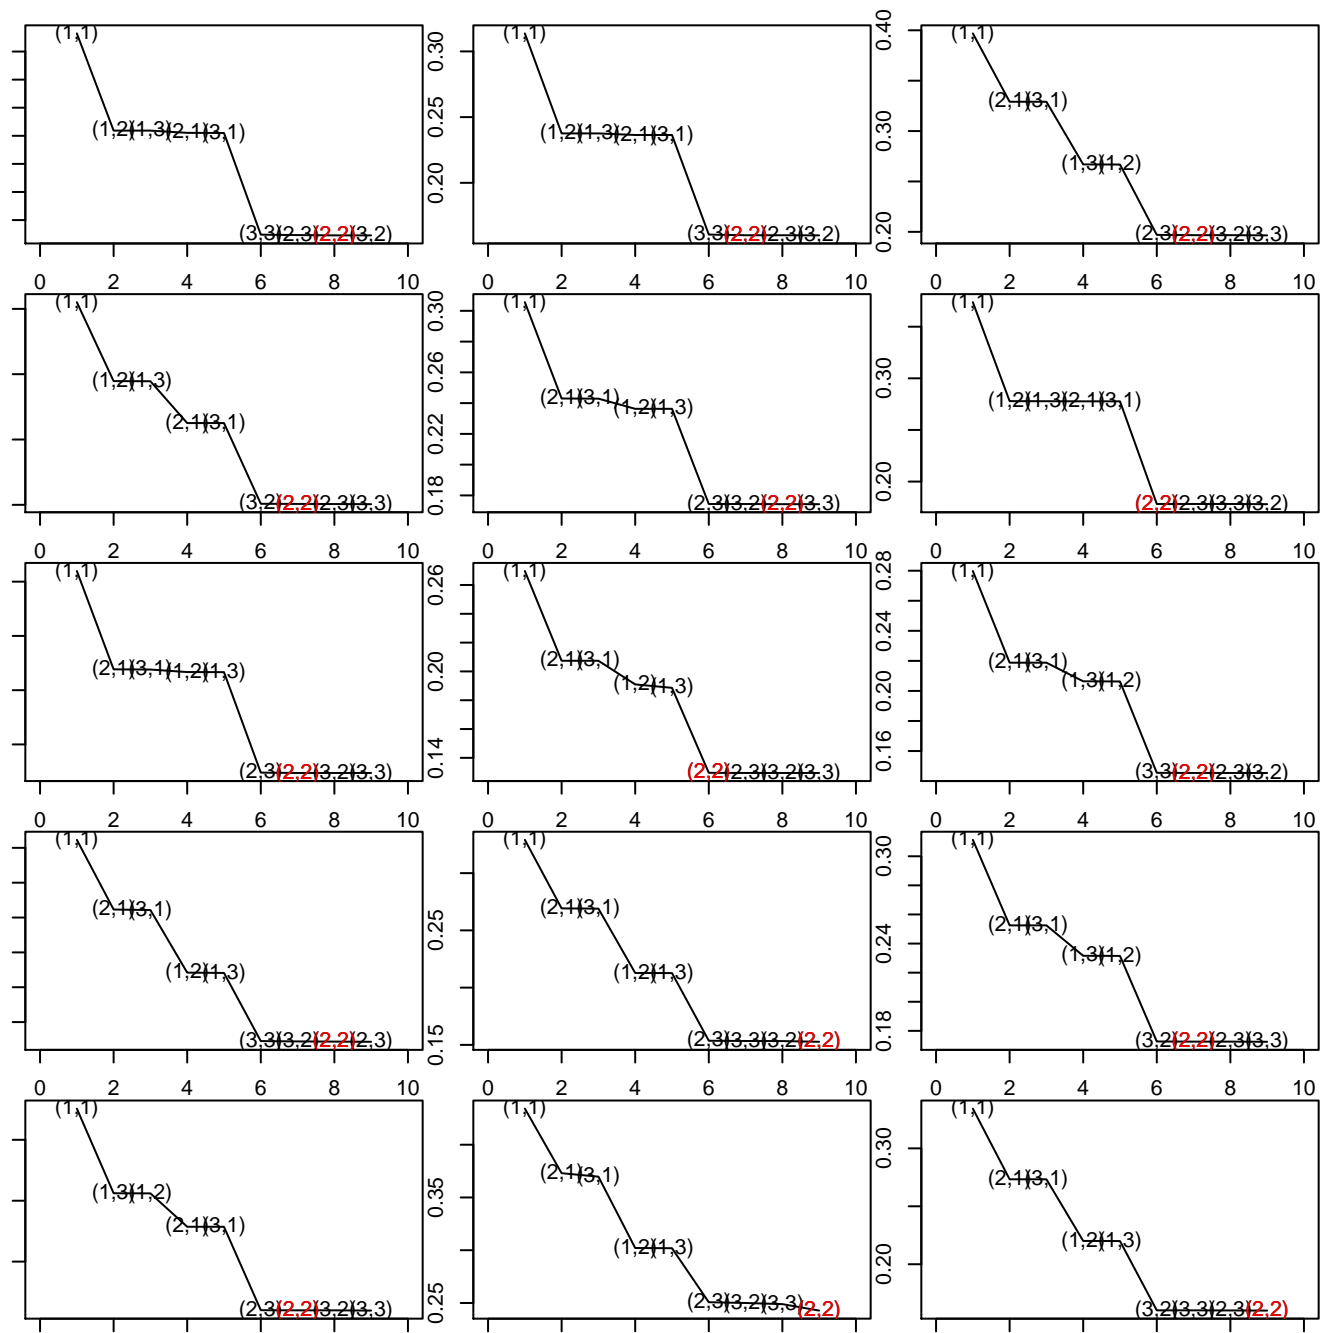 (1,1) (1,1) (1,1)
0.30 0.40
(1,2) (1,3) (2,1) (3,1) 0.25 (1,2) (1,3) (2,1) (3,1) 0.30 (2,1) (3,1)
0.20 (1,3) (1,2)
(3,3) (2,3) (2,2) (3,2) (3,3) (2,2) (2,3) (3,2) 0.20 (2,3) (2,2) (3,2) (3,3)
0 2 4 6 8 10 0 2 4 6 8 10 0 2 4 6 8 10
(1,1) 0.30 (1,1) (1,1)
(1,2) (1,3) 0.26 (2,1) (3,1) (1,2) (1,3) 0.30 (1,2) (1,3) (2,1) (3,1)
(2,1) (3,1) 0.22
(3,2) (2,2) (2,3) (3,3) 0.18 (2,3) (3,2) (2,2) (3,3) 0.20 (2,2) (2,3) (3,3) (3,2)
0 2 4 6 8 10 0 2 4 6 8 10 0 2 4 6 8 10
(1,1) 0.26 (1,1) 0.28 (1,1)
(2,1) (3,1) (1,2) (1,3) 0.20 (2,1) (3,1) 0.24 (2,1) (3,1)
(1,2) (1,3) 0.20 (1,3) (1,2)
(2,3) (2,2) (3,2) (3,3) 0.14 (2,2) (2,3) (3,2) (3,3) 0.16 (3,3) (2,2) (2,3) (3,2)
0 2 4 6 8 10 0 2 4 6 8 10 0 2 4 6 8 10
(1,1) (1,1) 0.30 (1,1)
(2,1) (3,1) 0.25 (2,1) (3,1) 0.24 (2,1) (3,1)
(1,2) (1,3) (1,2) (1,3) (1,3) (1,2)
(3,3) (3,2) (2,2) (2,3) 0.15 (2,3) (3,3) (3,2) (2,2) 0.18 (3,2) (2,2) (2,3) (3,3)
0 2 4 6 8 10 0 2 4 6 8 10 0 2 4 6 8 10
(1,1) (1,1) (1,1)
(1,3) (1,2) 0.35 (2,1) (3,1) 0.30 (2,1) (3,1)
(2,1) (3,1) (1,2) (1,3) 0.20 (1,2) (1,3)
(2,3) (2,2) (3,2) (3,3) 0.25 (2,3) (3,2) (3,3) (2,2) (3,2) (3,3) (2,3) (2,2)